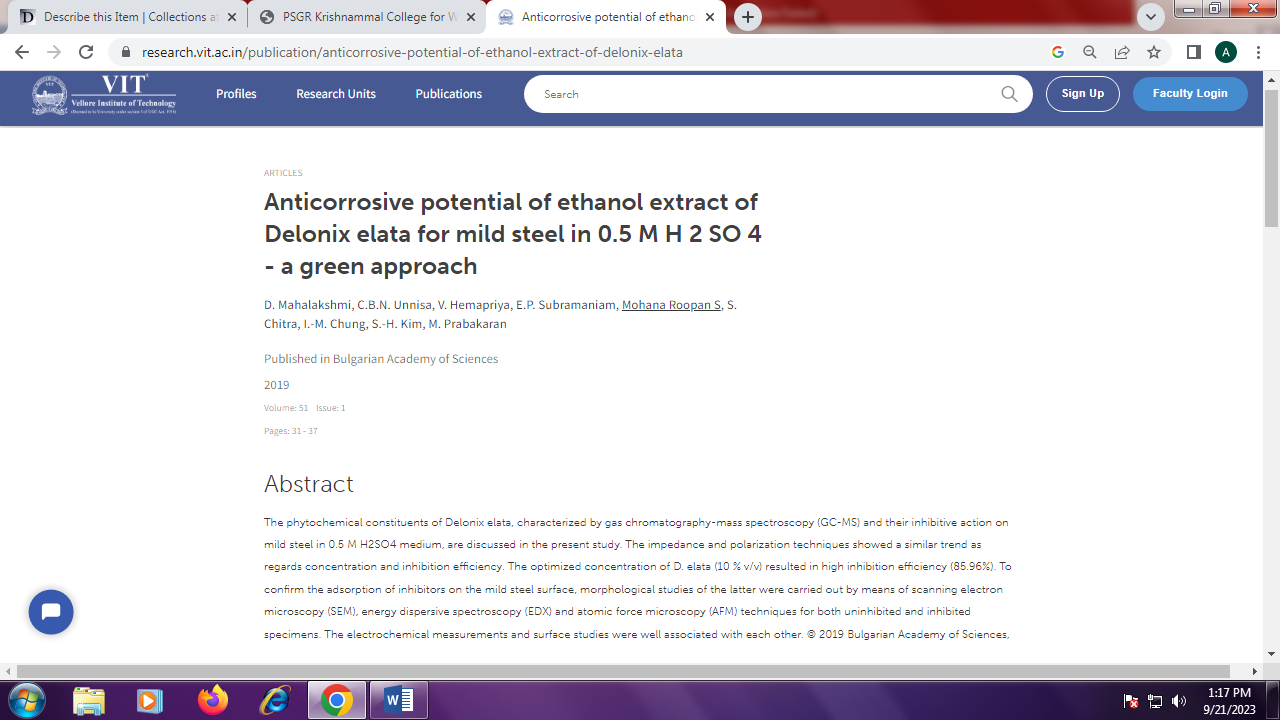 Describe this Item | Collections at
PSGR Krishnammal College for W
Anticorrosive potential of ethano
research.vit.ac.in/publication/anticorrosive-potential-of-ethanol-extract-of-delonix-elata
A
VIT
Vellore Institute of Technology
Profiles
Research Units
Publications
Search
Sign Up
Faculty Login
ARTICLES
Anticorrosive potential of ethanol extract of
Delonix elata for mild steel in 0.5 M H 2 SO 4
- a green approach
D. Mahalakshmi, C.B.N. Unnisa, V. Hemapriya, E.P. Subramaniam, Mohana Roopan S, S.
Chitra, I.-M. Chung, S.-H. Kim, M. Prabakaran
Published in Bulgarian Academy of Sciences
2019
Volume: 51 Issue: 1
Pages: 31 - 37
Abstract
The phytochemical constituents of Delonix elata, characterized by gas chromatography-mass spectroscopy (GC-MS) and their inhibitive action on
mild steel in 0.5 M H2SO4 medium, are discussed in the present study. The impedance and polarization techniques showed a similar trend as
regards concentration and inhibition efficiency. The optimized concentration of D. elata (10 % v/v) resulted in high inhibition efficiency (85.96%). To
confirm the adsorption of inhibitors on the mild steel surface, morphological studies of the latter were carried out by means of scanning electron
microscopy (SEM), energy dispersive spectroscopy (EDX) and atomic force microscopy (AFM) techniques for both uninhibited and inhibited
specimens. The electrochemical measurements and surface studies were well associated with each other. © 2019 Bulgarian Academy of Sciences,
1:17 PM
9/21/2023